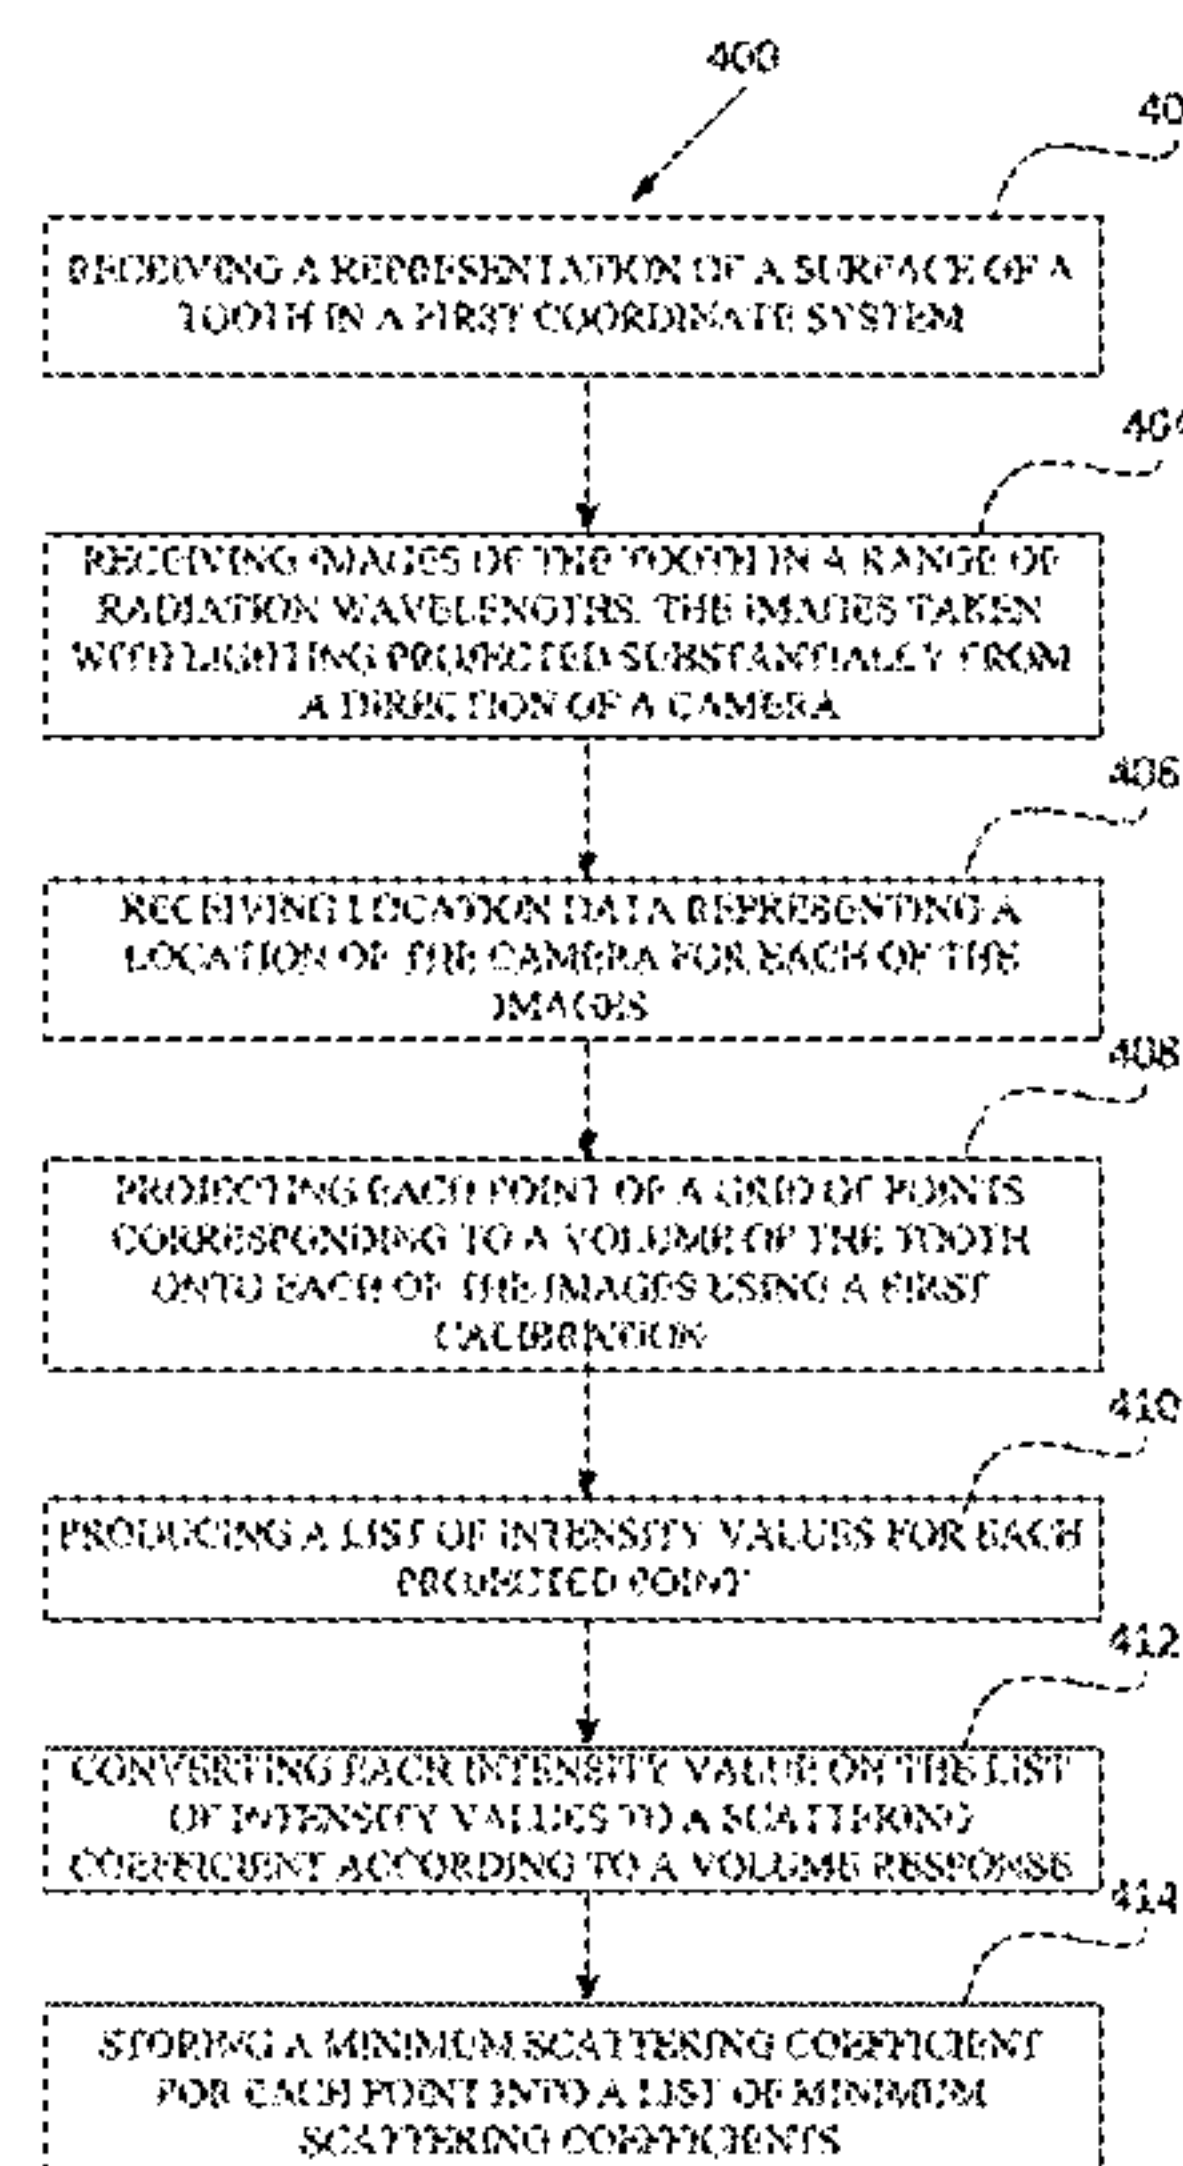 400
40
RECEIVING A REPRESENTATION OF A SURFACE OF A
TOOTH IN A FIRST COORDINATE SYSTEM
404
RECEIVING IMAGES OF THE TOOTH IN A RANGE OF
RADIATION WAVELENGTHS, THE IMAGES TAKEN
WITH LIGHTING PROJECTED SUBSTANTIALLY FROM
A DIRECTION OF A CAMERA
406
RECEIVING LOCATION DATA REPRESENTING A
LOCATION OF THE CAMERA FOR EACH OF THE
IMAGES
408
PROJECTING EACH POINT OF A GRID OF POINTS
CORRESPONDING TO A VOLUME OF THE TOOTH
ONTO EACH OF THE IMAGES USING A FIRST
CALIBRATION
410
PRODUCING A LIST OF INTENSITY VALUES FOR EACH
PROJECTED POINT
412
CONVERTING EACH INTENSITY VALUE ON THE LIST
OF INTENSITY VALUES TO A SCATTERING
COEFFICIENT ACCORDING TO A VOLUME RESPONSE
414
STORING A MINIMUM SCATTERING COEFFICIENT
FOR EACH POINT INTO A LIST OF MINIMUM
SCATTERING COEFFICIENTS